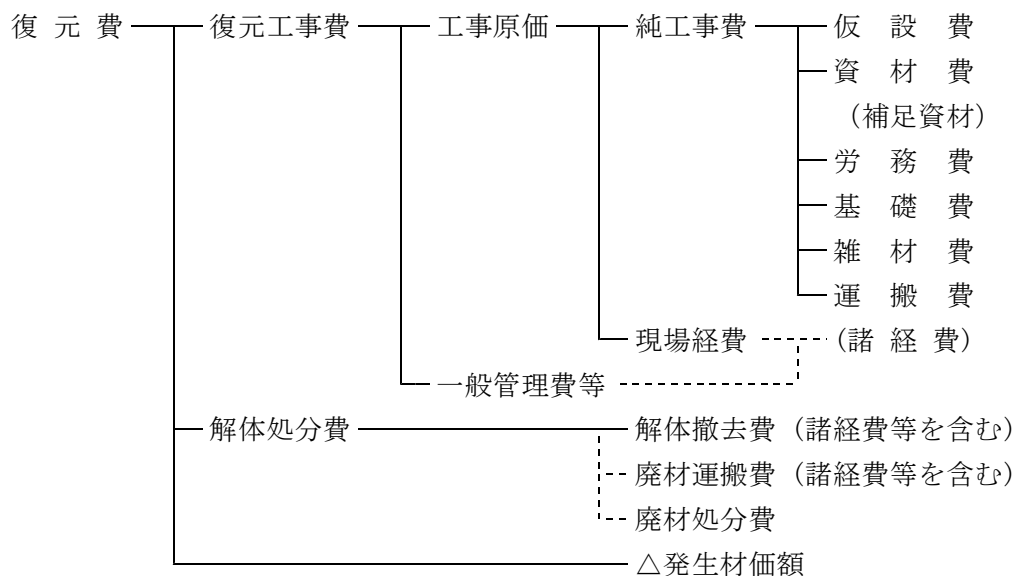 復元費 復元工事費 工事原価 純工事費 仮設費
資材費
(補足資材)
労務費
基礎費
雑材費
運搬費
現場経費 (諸経費)
一般管理費等
解体処分費 解体撤去費(諸経費等を含む)
廃材運搬費(諸経費等を含む)
廃材処分費
△発生材価額